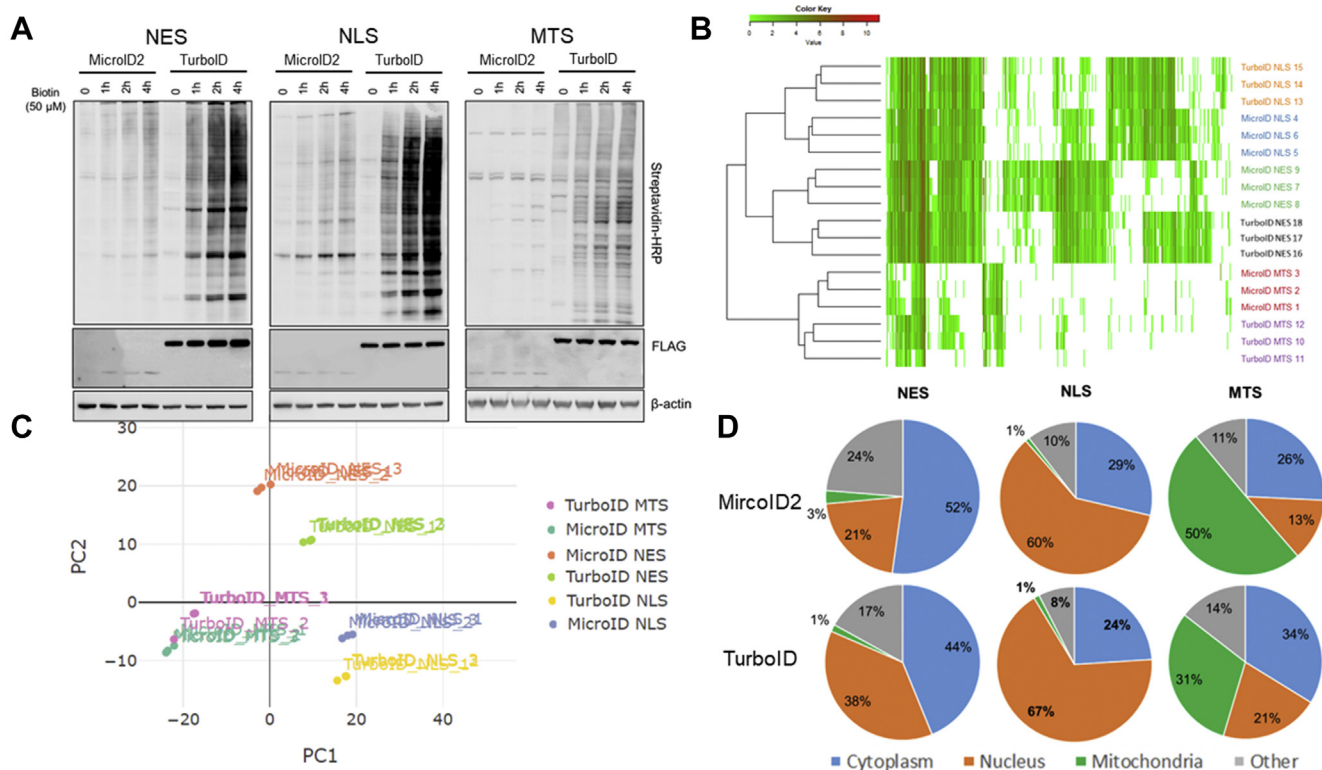 A
NES
NLS
MTS
MicroID2
TurboID
MicroID2
TurboID
MicroID2
TurboID
Biotin
(50 µM)
0 1h 2h 4h 0 1h 2h 4h
0 1h 2h 4h 0 1h 2h 4h
0 1h 2h 4h 0 1h 2h 4h
Streptavidin-HRP
FLAG
β-actin
B
Color Key
0 2 4 6 8 10
Value
TurboID NLS 15
TurboID NLS 14
TurboID NLS 13
MicroID NLS 4
MicroID NLS 6
MicroID NLS 5
MicroID NES 9
MicroID NES 7
MicroID NES 8
TurboID NES 18
TurboID NES 17
TurboID NES 16
MicroID MTS 3
MicroID MTS 2
MicroID MTS 1
TurboID MTS 12
TurboID MTS 10
TurboID MTS 11
C
30
20
10
0
−10
PC2
−20
0
20
40
PC1
TurboID_MTS_3
TurboID_MTS_2
TurboID MTS
MicroID MTS
MicroID NES
TurboID NES
TurboID NLS
MicroID NLS
D
NES
NLS
MTS
MircoID2
24%
52%
21%
3%
1%
10%
29%
60%
11%
26%
13%
50%
TurboID
17%
44%
38%
1%
1%
8%
24%
67%
14%
34%
21%
31%
Cytoplasm
Nucleus
Mitochondria
Other